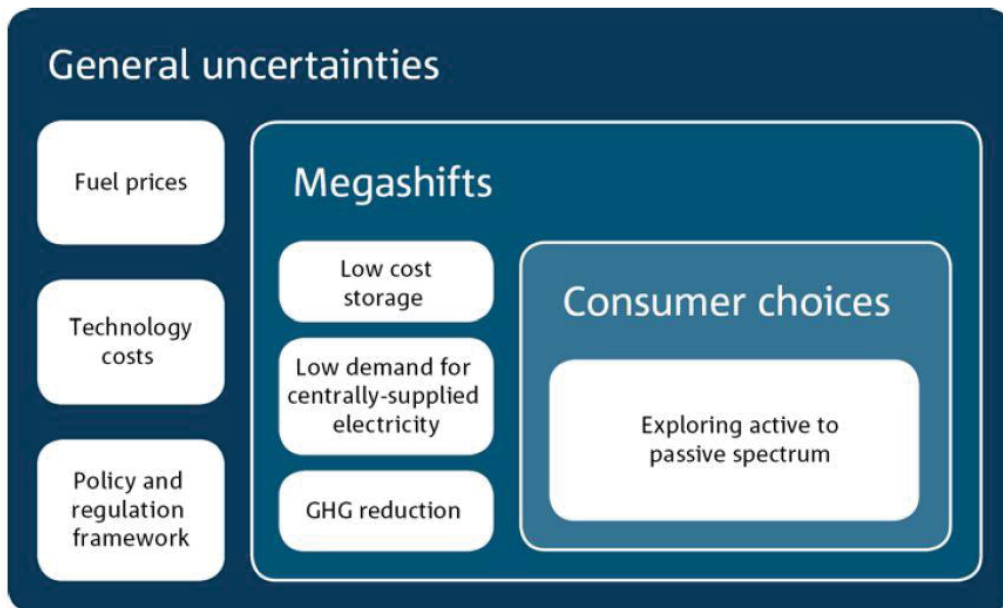 General uncertainties
Fuel prices
Technology
costs
Policy and
regulation
framework
Megashifts
Low cost
storage
Low demand for
centrally-supplied
electricity
GHG reduction
Consumer choices
Exploring active to
passive spectrum